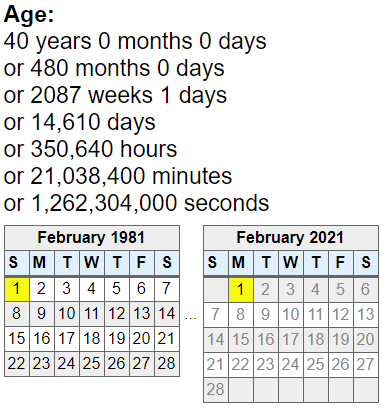 Age:
40 years 0 months 0 days
or 480 months 0 days
or 2087 weeks 1 days
or 14,610 days
or 350,640 hours
or 21,038,400 minutes
or 1,262,304,000 seconds
February 1981
S M T W T F S
1 2 3 4 5 6 7
8 9 10 11 12 13 14
15 16 17 18 19 20 21
22 23 24 25 26 27 28
...
February 2021
S M T W T F S
1 2 3 4 5 6
7 8 9 10 11 12 13
14 15 16 17 18 19 20
21 22 23 24 25 26 27
28